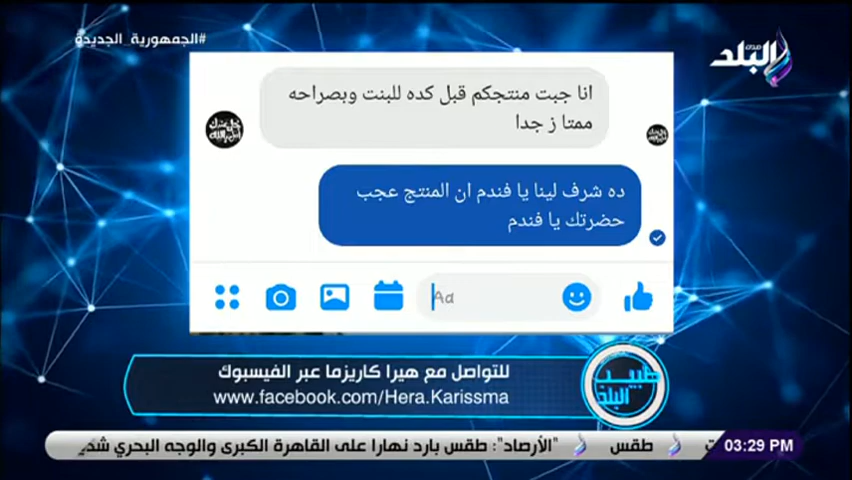 #الجمهورية_الجديدة
صدى البلد
انا جبت منتجكم قبل كده للبنت وبصراحه
ممتا ز جدا
ده شرف لينا يا فندم ان المنتج عجب
حضرتك يا فندم
Aa
للتواصل مع هيرا كاريزما عبر الفيسبوك
www.facebook.com/Hera.Karissma
طبيب
البلد
03:29 PM
طقس
"الأرصاد": طقس بارد نهارا على القاهرة الكبرى والوجه البحري